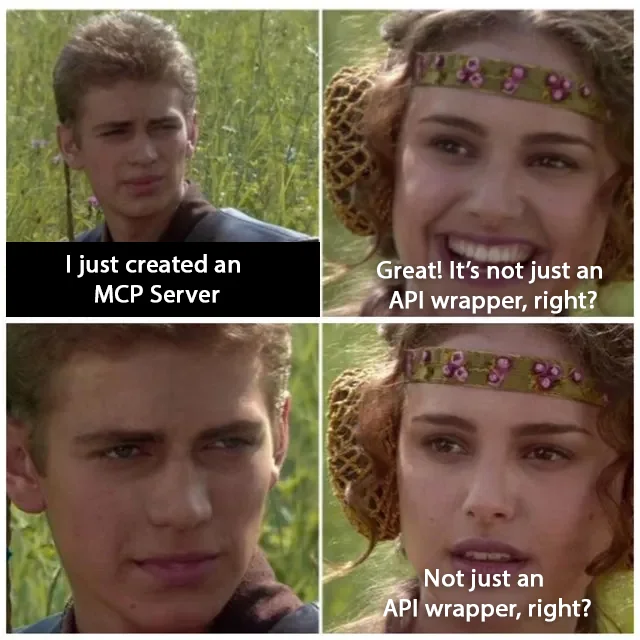 I just created an
MCP Server
Great! It’s not just an
API wrapper, right?
Not just an
API wrapper, right?